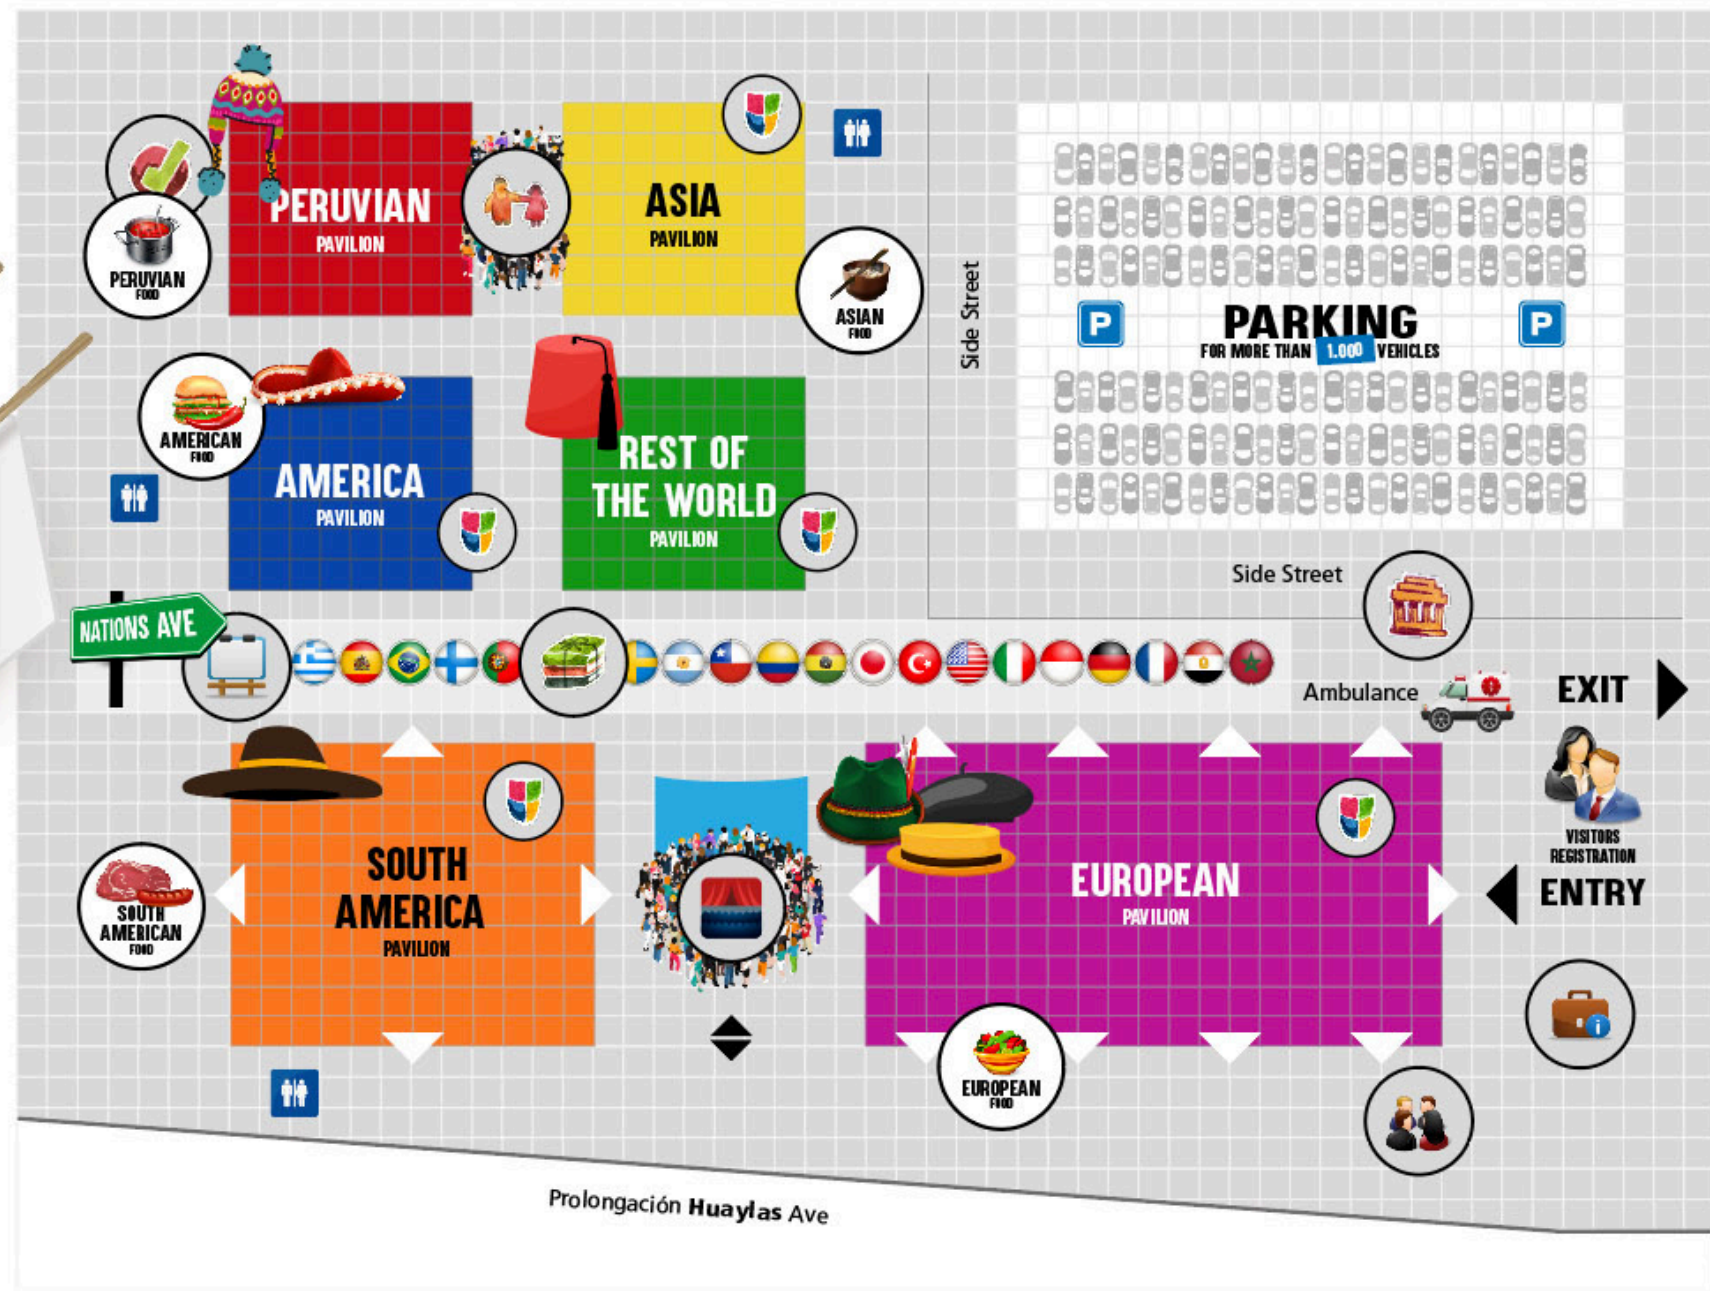 PERUVIAN
PAVILION
ASIA
PAVILION
PERUVIAN
FOOD
ASIAN
FOOD
Side Street
PARKING
FOR MORE THAN 1.000 VEHICLES
P
P
AMERICAN
FOOD
AMERICA
PAVILION
REST OF
THE WORLD
PAVILION
Side Street
NATIONS AVE
Ambulance
EXIT
VISITORS
REGISTRATION
ENTRY
SOUTH
AMERICA
PAVILION
EUROPEAN
PAVILION
SOUTH
AMERICAN
FOOD
EUROPEAN
FOOD
i
Prolongación Huaylas Ave